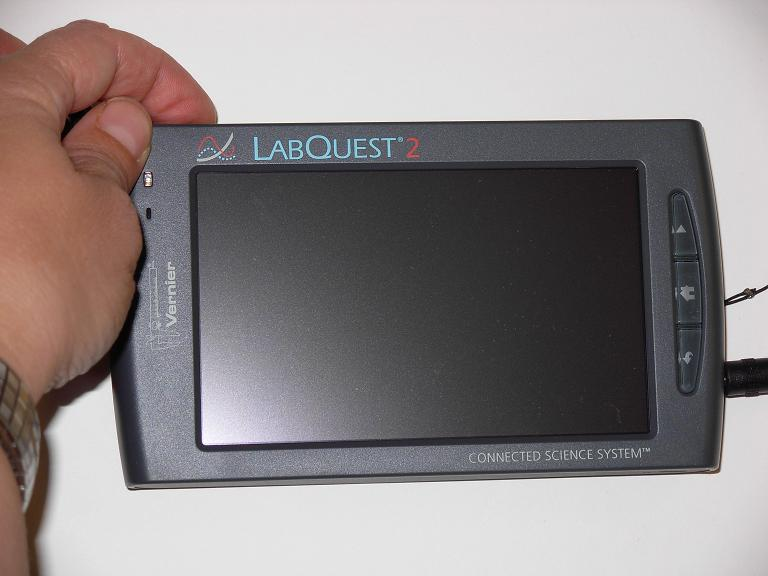 LABQUEST® 2
Vernier
CONNECTED SCIENCE SYSTEM™